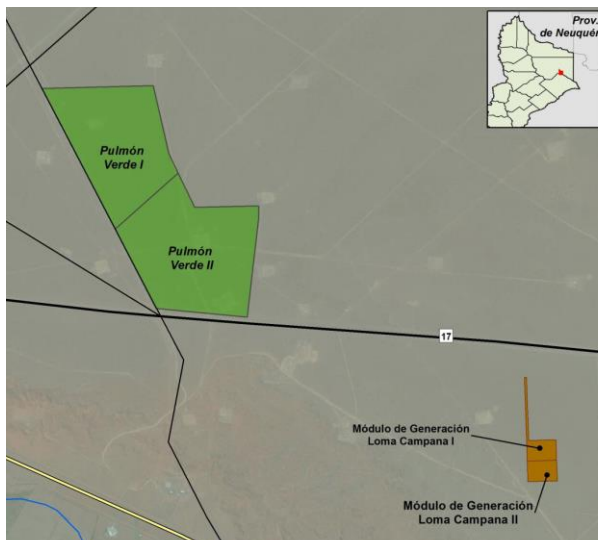 Prov.
de Neuquén
Pulmón
Verde I
Pulmón
Verde II
17
Módulo de Generación
Loma Campana I
Módulo de Generación
Loma Campana II